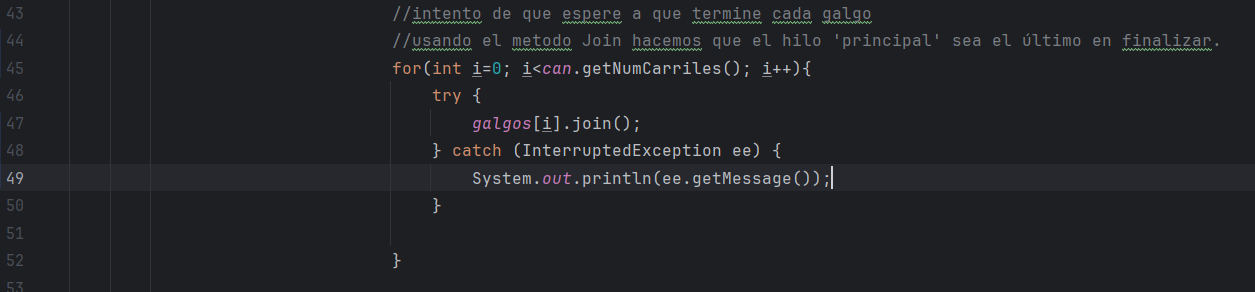 43 //intento de que espere a que termine cada galgo
44 //usando el metodo Join hacemos que el hilo 'principal' sea el último en finalizar.
45 for(int i=0; i<can.getNumCarriles(); i++){
46 try {
47 galgos[i].join();
48 } catch (InterruptedException ee) {
49 System.out.println(ee.getMessage());
50 }
51
52 }
53